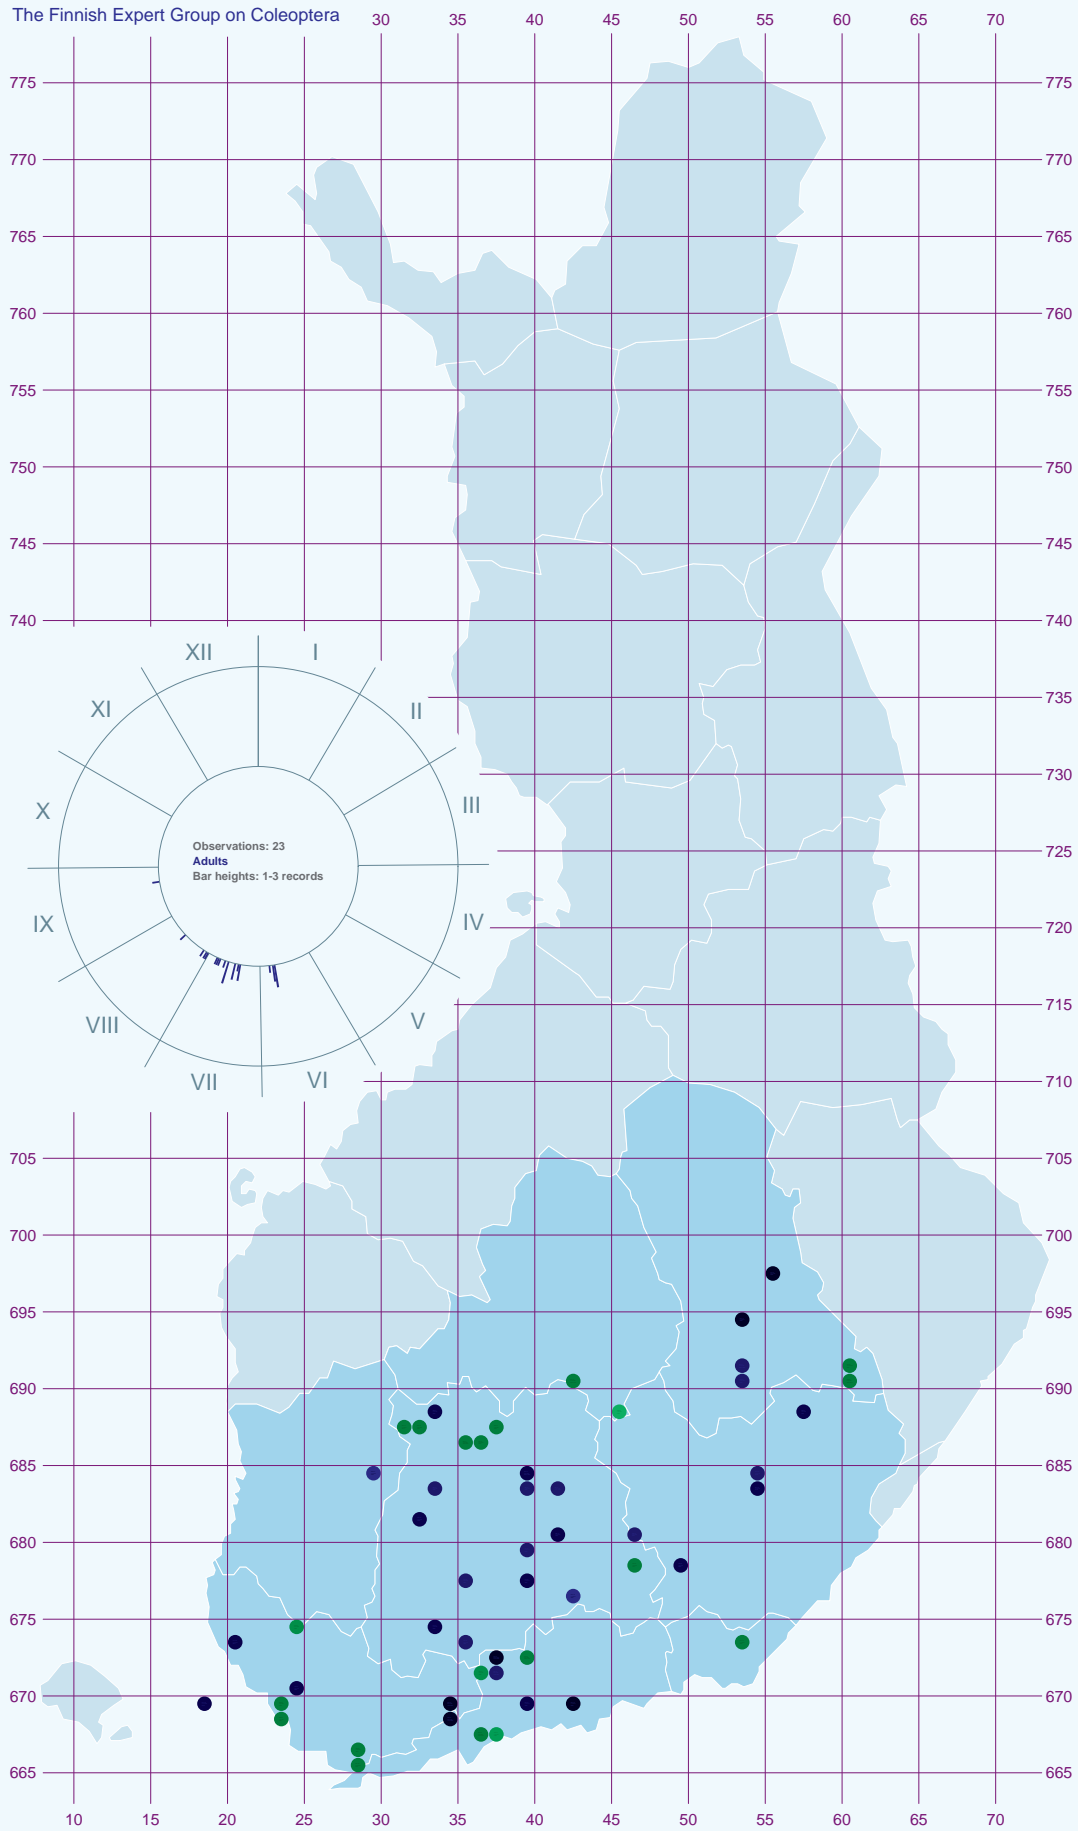 The Finnish Expert Group on Coleoptera
30 35 40 45 50 55 60 65 70
775 775
770 770
765 765
760 760
755 755
750 750
745 745
740 740
XII I
XI II
735
730
X III
Observations: 23
Adults
Bar heights: 1-3 records
725
IX IV
720
VIII V
715
VII VI
710
705 705
700 700
695 695
690 690
685 685
680 680
675 675
670 670
665 665
10 15 20 25 30 35 40 45 50 55 60 65 70